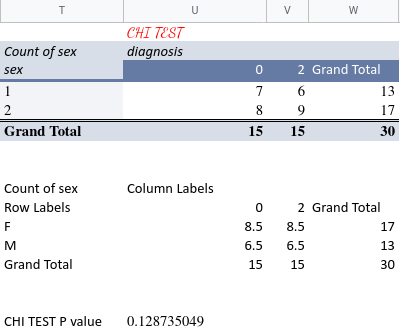 T U V W
CHI TEST
Count of sex diagnosis
sex 0 2 Grand Total
1 7 6 13
2 8 9 17
Grand Total 15 15 30
Count of sex Column Labels
Row Labels 0 2 Grand Total
F 8.5 8.5 17
M 6.5 6.5 13
Grand Total 15 15 30
CHI TEST P value 0.128735049